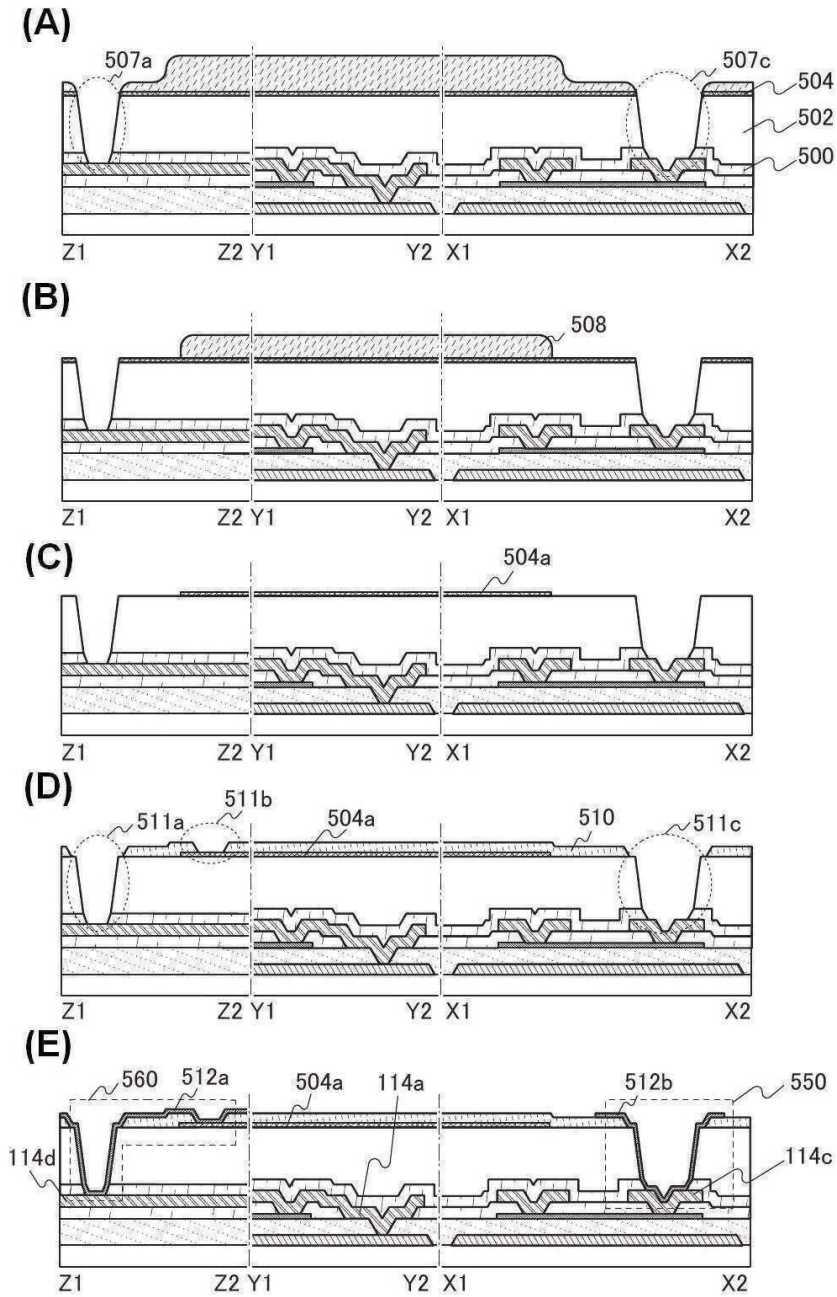 (A)
507a
507c
504
502
500
Z1 Z2 Y1 Y2 X1 X2
(B)
508
Z1 Z2 Y1 Y2 X1 X2
(C)
504a
Z1 Z2 Y1 Y2 X1 X2
(D)
511a
511b
504a
510
511c
Z1 Z2 Y1 Y2 X1 X2
(E)
560
512a
504a
114a
512b
550
114d
114c
Z1 Z2 Y1 Y2 X1 X2